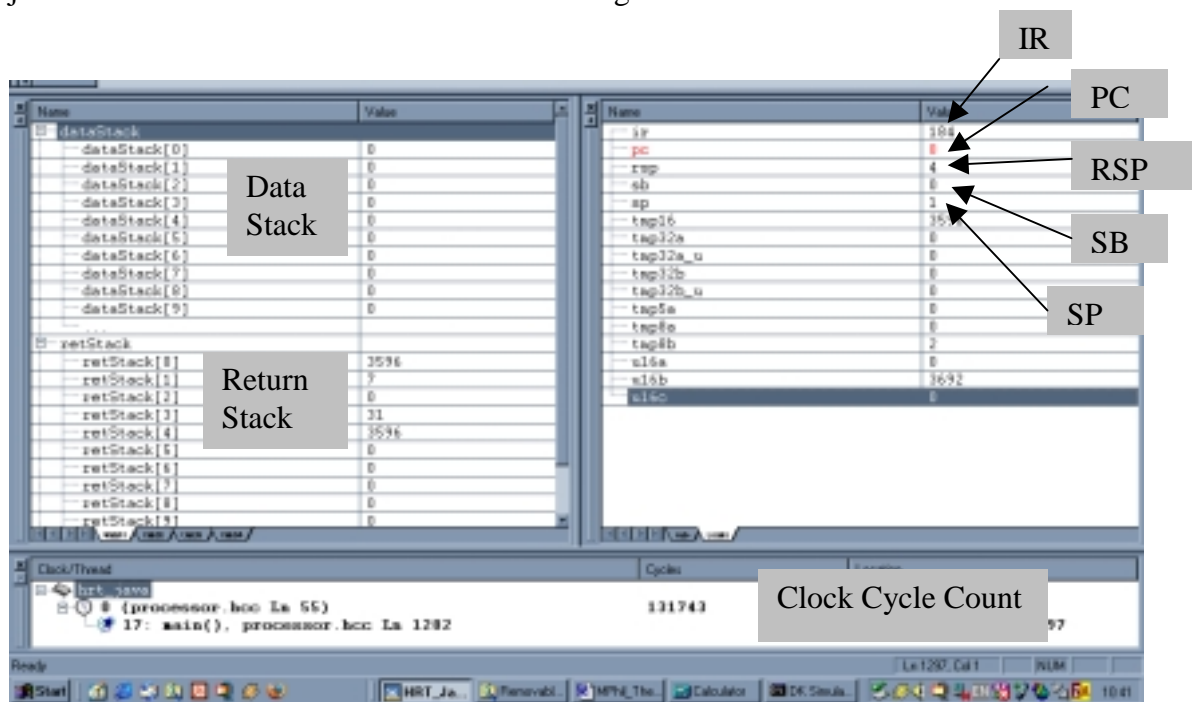 IR
PC
RSP
SB
SP
Name Value
dataStack
dataStack[0] 0
dataStack[1] 0
dataStack[2] 0
dataStack[3] 0
dataStack[4] 0
dataStack[5] 0
dataStack[6] 0
dataStack[7] 0
dataStack[8] 0
dataStack[9] 0
...
retStack
retStack[0] 3596
retStack[1] 7
retStack[2] 0
retStack[3] 31
retStack[4] 3596
retStack[5] 0
retStack[6] 0
retStack[7] 0
retStack[8] 0
retStack[9] 0
Data
Stack
Return
Stack
Name
ir 184
pc
rsp 4
sb 0
sp 1
tmp16
tmp32a 0
tmp32a_u 0
tmp32b 0
tmp32b_u 0
tmp5a 0
tmp8a 0
tmp8b 2
u16a 0
u16b 3692
u16c 0
Clock/Thread Cycles Location
hrt_java
0 (processor.hcc Ln 55) 131743
17: main(), processor.hcc Ln 1282 97
Clock Cycle Count
Ready Ln 1297, Col 1 NUM
Start HRT_Ja... Removabl... MPhil_The... Calculator DK Simula... 10:41